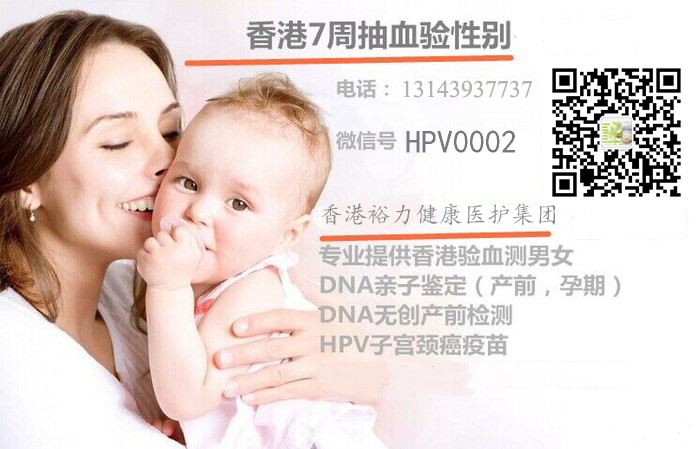 香港7周抽血验性别
电话：13143937737
微信号 HPV0002
香港裕力健康医护集团
专业提供香港验血测男女
DNA亲子鉴定（产前，孕期）
DNA无创产前检测
HPV子宫颈癌疫苗